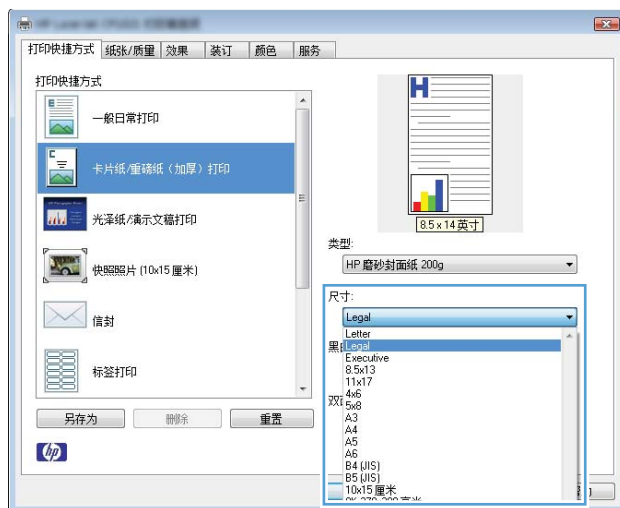 打印快捷方式 纸张/质量 效果 装订 颜色 服务
打印快捷方式
一般日常打印
卡片纸/重磅纸（加厚）打印
光泽纸/演示文稿打印
快照照片 (10x15 厘米)
信封
标签打印
另存为 删除 重置
hp
8.5 x 14 英寸
类型:
HP 磨砂封面纸 200g
尺寸:
Legal
Letter
Legal
Executive
8.5x13
11x17
4x6
5x8
A3
A4
A5
A6
B4 (JIS)
B5 (JIS)
10x15 厘米